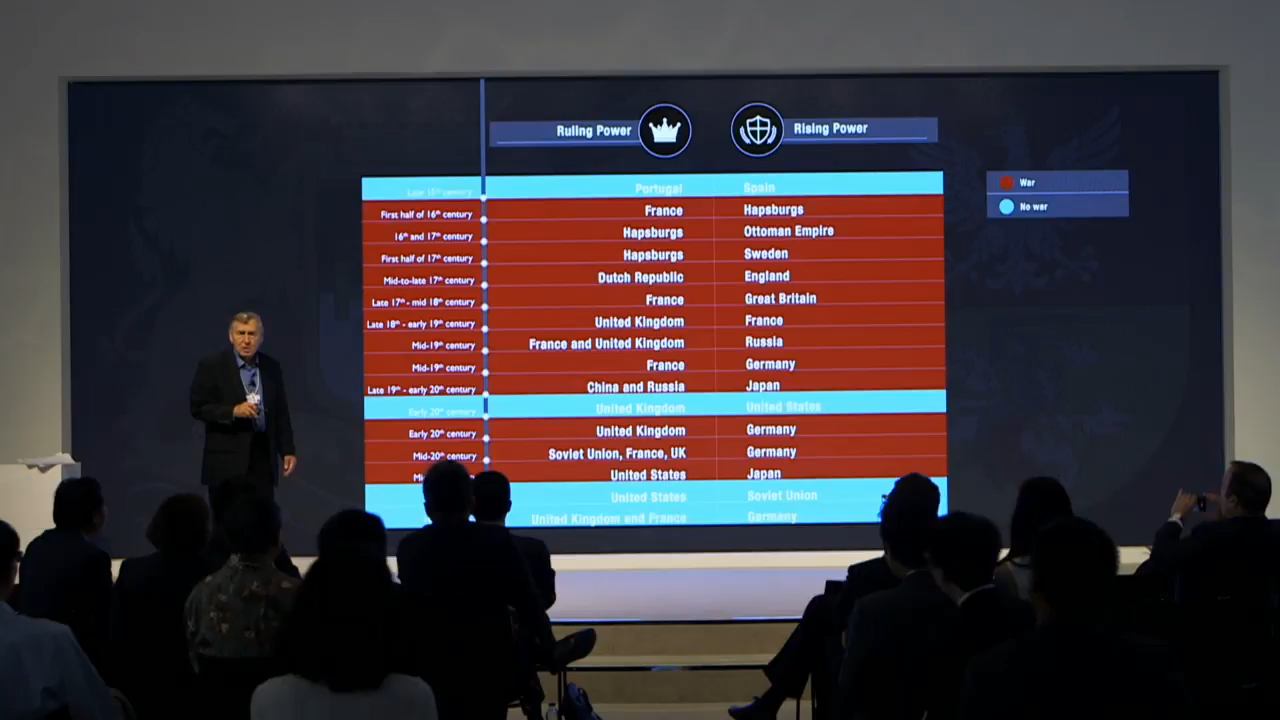 Ruling Power Rising Power
War
No war
Late 15th century Portugal Spain
First half of 16th century France Hapsburgs
16th and 17th century Hapsburgs Ottoman Empire
First half of 17th century Hapsburgs Sweden
Mid-to-late 17th century Dutch Republic England
Late 17th - mid 18th century France Great Britain
Late 18th - early 19th century United Kingdom France
Mid-19th century France and United Kingdom Russia
Mid-19th century France Germany
Late 19th - early 20th century China and Russia Japan
Early 20th century United Kingdom United States
Early 20th century United Kingdom Germany
Mid-20th century Soviet Union, France, UK Germany
United States Japan
United States Soviet Union
United Kingdom and France Germany